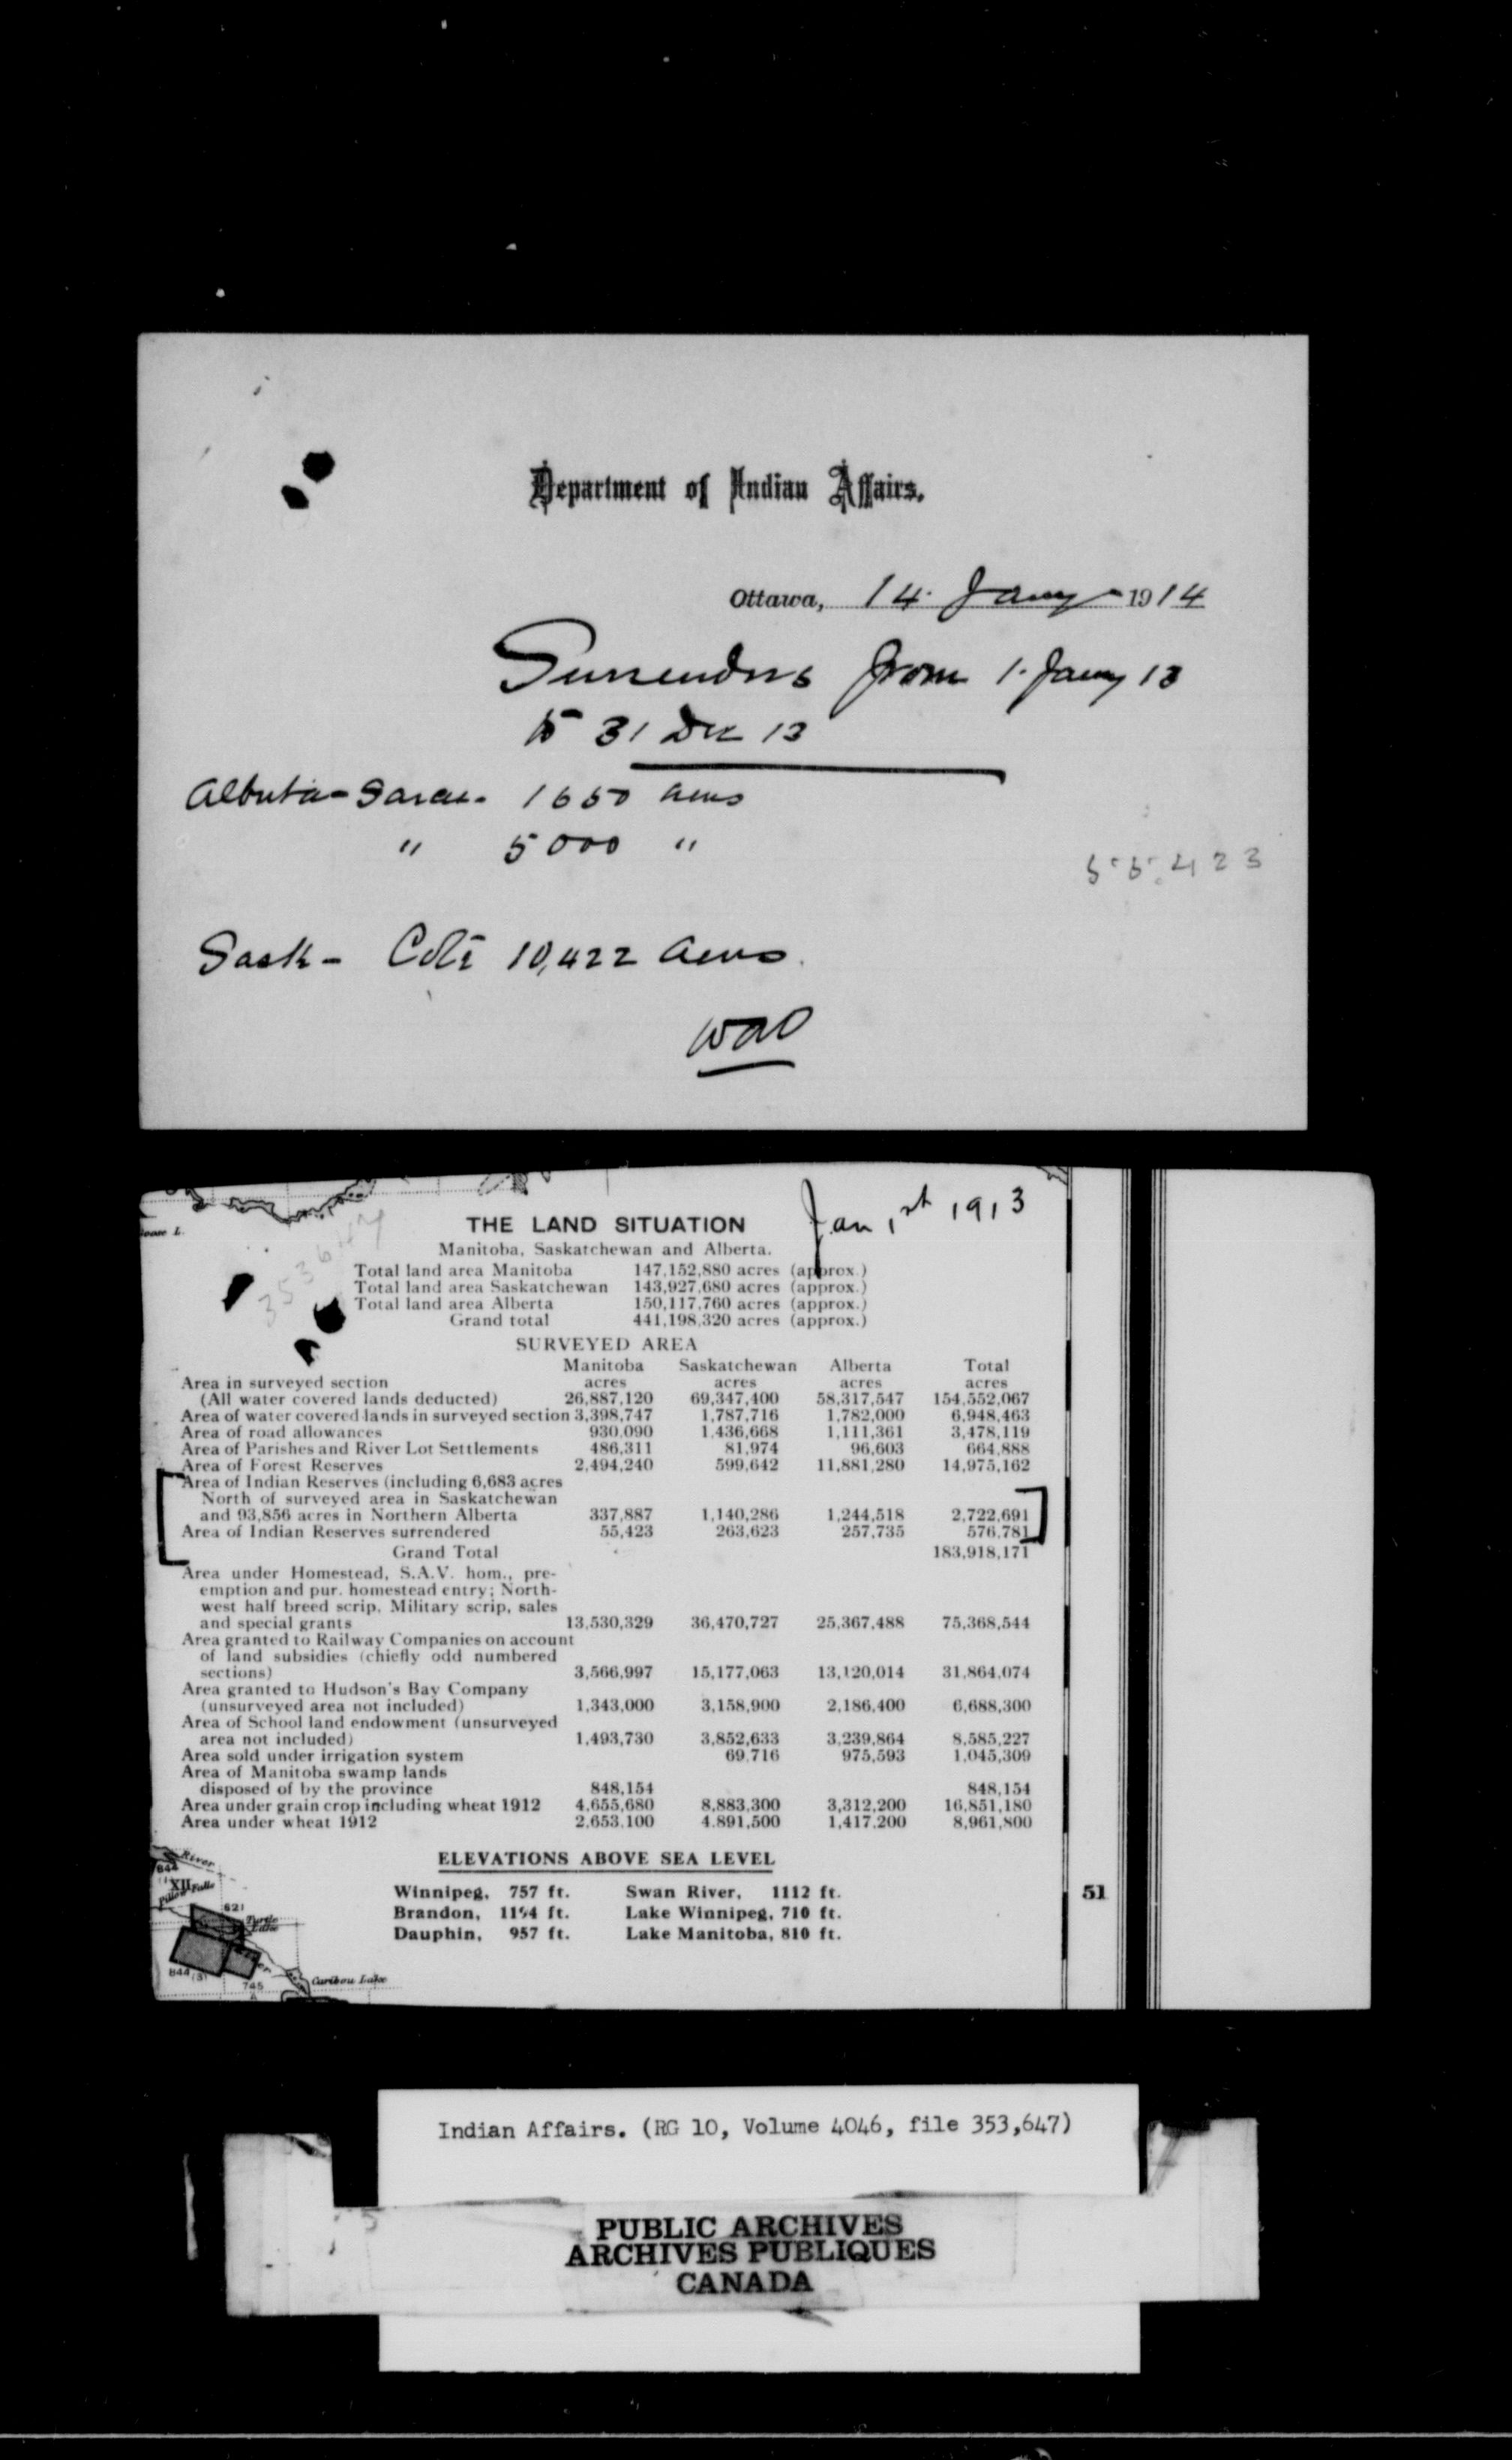 Department of Indian Affairs.
Ottawa, 14. Jany 1914
Surrenders from 1. Jany 13
to 31 Dec 13
Alberta - Sarcee. 1650 acres
" 5000 "
55,423
Sask - Coté 10,422 acres.
WAO
Jan 1st 1913
THE LAND SITUATION
353647
Manitoba, Saskatchewan and Alberta.
Total land area Manitoba 147,152,880 acres (approx.)
Total land area Saskatchewan 143,927,680 acres (approx.)
Total land area Alberta 150,117,760 acres (approx.)
Grand total 441,198,320 acres (approx.)
SURVEYED AREA
Manitoba Saskatchewan Alberta Total
Area in surveyed section acres acres acres acres
(All water covered lands deducted) 26,887,120 69,347,400 58,317,547 154,552,067
Area of water covered lands in surveyed section 3,398,747 1,787,716 1,782,000 6,948,463
Area of road allowances 930,090 1,436,668 1,111,361 3,478,119
Area of Parishes and River Lot Settlements 486,311 81,974 96,603 664,888
Area of Forest Reserves 2,494,240 599,642 11,881,280 14,975,162
Area of Indian Reserves (including 6,683 acres
North of surveyed area in Saskatchewan
and 93,856 acres in Northern Alberta 337,887 1,140,286 1,244,518 2,722,691
Area of Indian Reserves surrendered 55,423 263,623 257,735 576,781
Grand Total 183,918,171
Area under Homestead, S.A.V. hom., pre-
emption and pur. homestead entry; North-
west half breed scrip, Military scrip, sales
and special grants 13,530,329 36,470,727 25,367,488 75,368,544
Area granted to Railway Companies on account
of land subsidies (chiefly odd numbered
sections) 3,566,997 15,177,063 13,120,014 31,864,074
Area granted to Hudson's Bay Company
(unsurveyed area not included) 1,343,000 3,158,900 2,186,400 6,688,300
Area of School land endowment (unsurveyed
area not included) 1,493,730 3,852,633 3,239,864 8,585,227
Area sold under irrigation system 69,716 975,593 1,045,309
Area of Manitoba swamp lands
disposed of by the province 848,154 848,154
Area under grain crop including wheat 1912 4,655,680 8,883,300 3,312,200 16,851,180
Area under wheat 1912 2,653,100 4,891,500 1,417,200 8,961,800
ELEVATIONS ABOVE SEA LEVEL
Winnipeg, 757 ft. Swan River, 1112 ft.
51
Brandon, 1194 ft. Lake Winnipeg, 710 ft.
Dauphin, 957 ft. Lake Manitoba, 810 ft.
River
844
XII Falls
621
Turtle Lake
844 (3)
745
Caribou Lake
Indian Affairs. (RG 10, Volume 4046, file 353,647)
PUBLIC ARCHIVES
ARCHIVES PUBLIQUES
CANADA